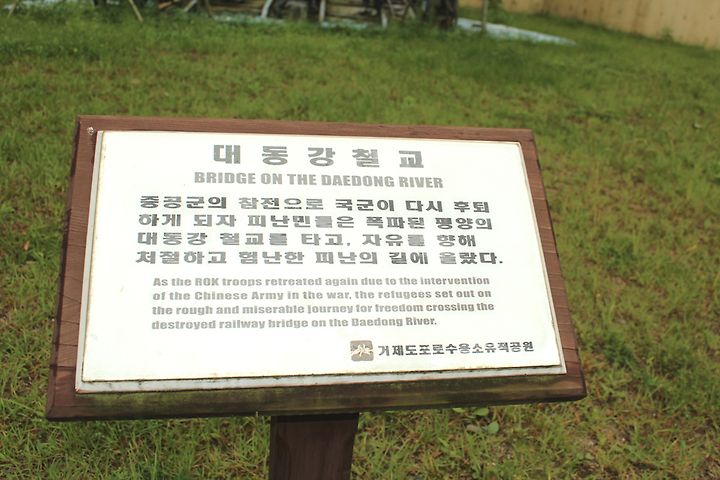 대동강철교
BRIDGE ON THE DAEDONG RIVER
중공군의 참전으로 국군이 다시 후퇴
하게 되자 피난민들은 폭파된 평양의
대동강 철교를 타고, 자유를 향해
처절하고 험난한 피난의 길에 올랐다.
As the ROK troops retreated again due to the intervention
of the Chinese Army in the war, the refugees set out on
the rough and miserable journey for freedom crossing the
destroyed railway bridge on the Daedong River.
거제도포로수용소유적공원